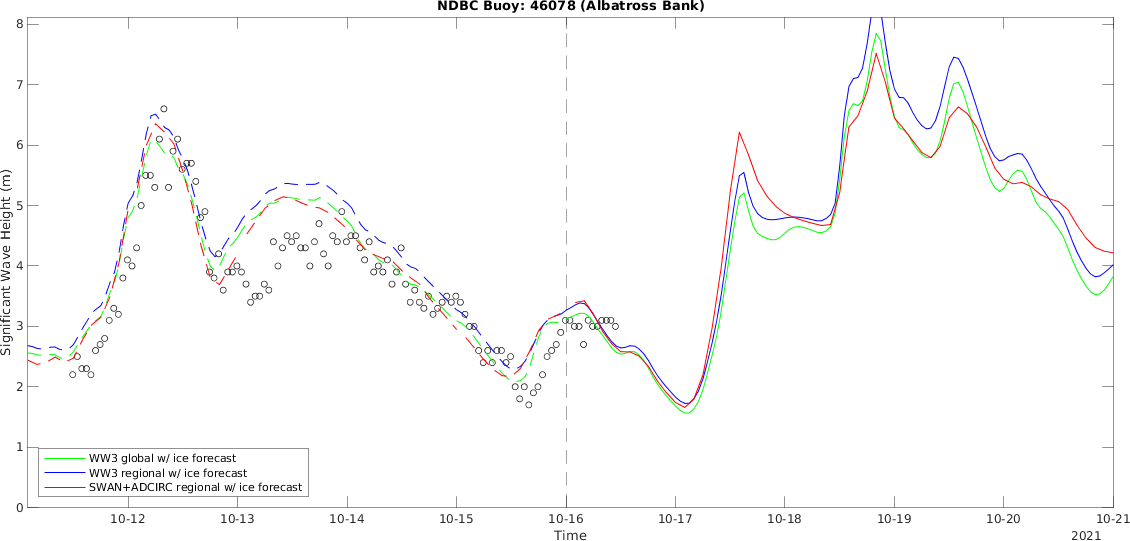 NDBC Buoy: 46078 (Albatross Bank)
Significant Wave Height (m)
8
7
6
5
4
3
2
1
0
WW3 global w/ ice forecast
WW3 regional w/ ice forecast
SWAN+ADCIRC regional w/ ice forecast
10-12 10-13 10-14 10-15 10-16 10-17 10-18 10-19 10-20 10-21
Time
2021